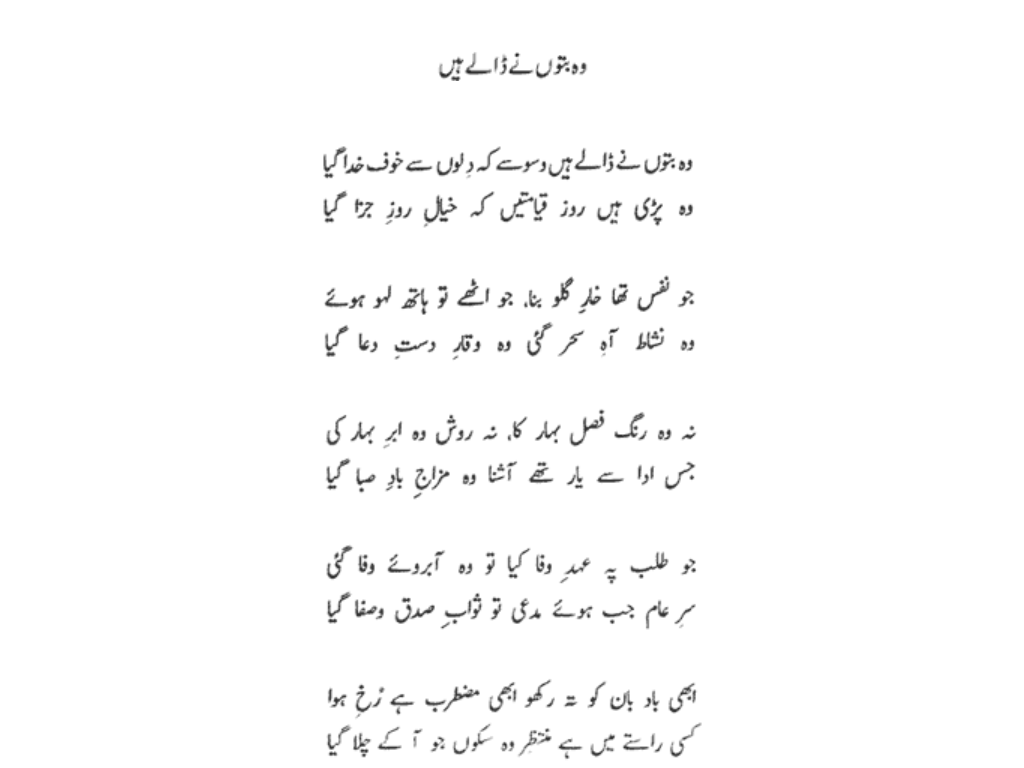 وہ بتوں نے ڈالے ہیں
وہ بتوں نے ڈالے ہیں وسوسے کہ دِلوں سے خوف خدا گیا
وہ پڑی ہیں روز قیامتیں کہ خیالِ روزِ جزا گیا
جو نفس تھا خارِ گلو بنا، جو اٹھے تو ہاتھ لہو ہوئے
وہ نشاط آہِ سحر گئی وہ وقارِ دستِ دعا گیا
نہ وہ رنگ فصل بہار کا، نہ روش وہ ابرِ بہار کی
جس ادا سے یار تھے آشنا وہ مزاجِ بادِ صبا گیا
جو طلب پہ عہدِ وفا کیا تو وہ آبروئے وفا گئی
سرِ عام جب ہوئے مدعی تو ثوابِ صدق وصفا گیا
ابھی باد بان کو تہ رکھو ابھی مضطرب ہے رُخِ ہوا
کسی راستے میں ہے منتظرِ وہ سکوں جو آ کے چلا گیا